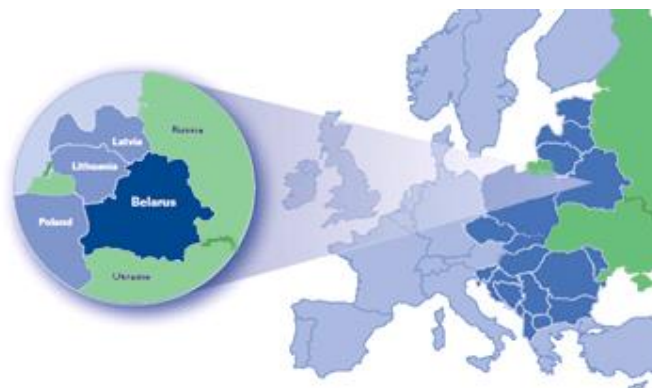 Latvia
Russia
Lithuania
Belarus
Poland
Ukraine